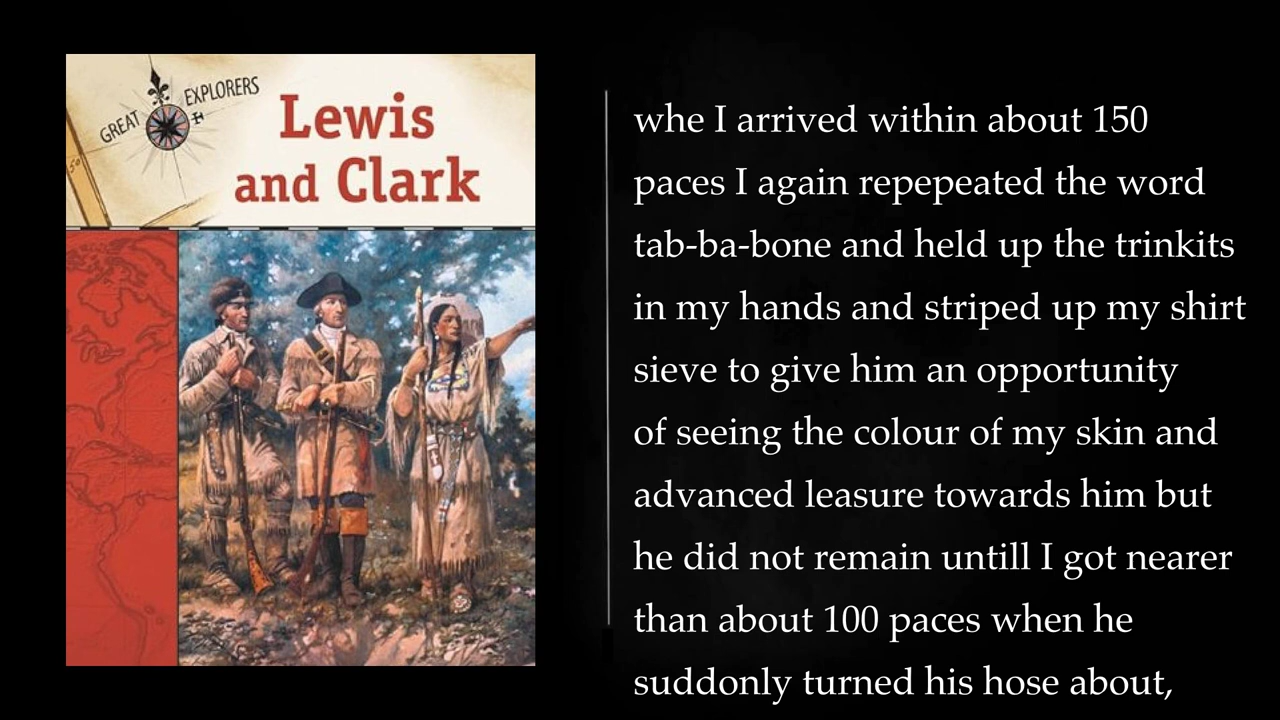 GREAT EXPLORERS
Lewis
and Clark
whe I arrived within about 150
paces I again repepeated the word
tab-ba-bone and held up the trinkits
in my hands and striped up my shirt
sieve to give him an opportunity
of seeing the colour of my skin and
advanced leasure towards him but
he did not remain untill I got nearer
than about 100 paces when he
suddonly turned his hose about,